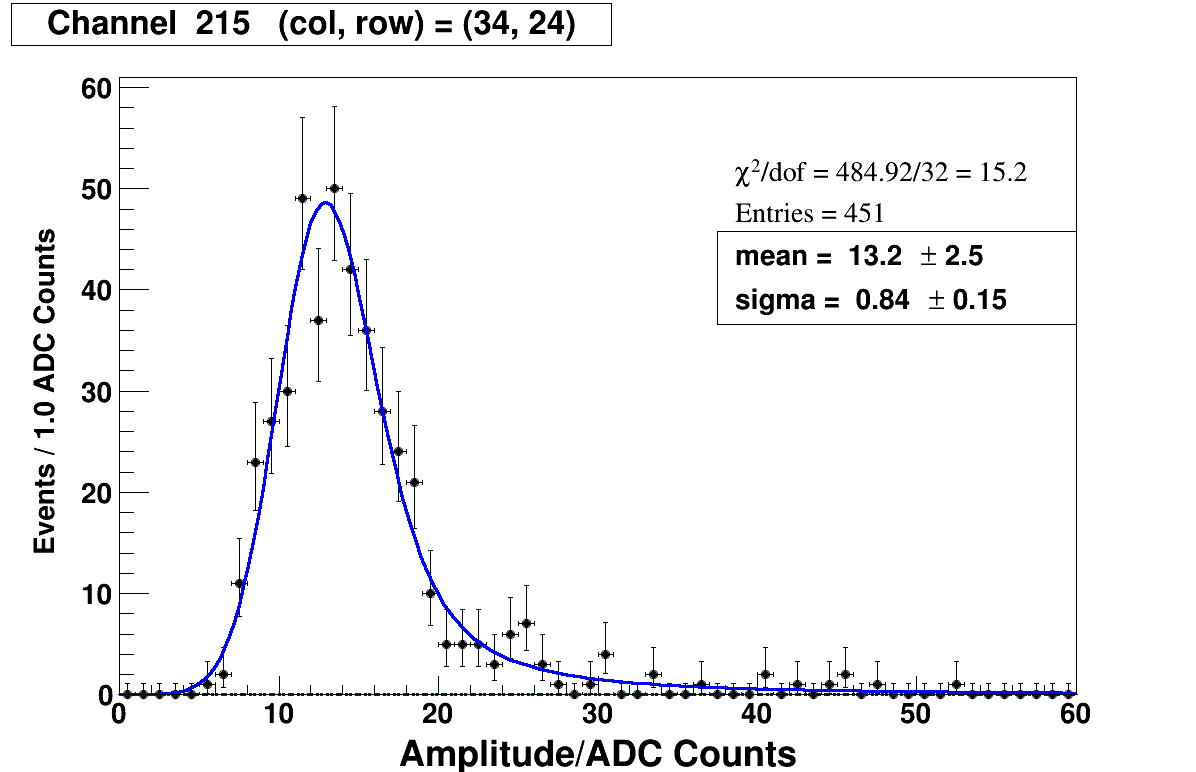 Channel 215 (col, row) = (34, 24)
60
50
40
30
20
10
0
Events / 1.0 ADC Counts
χ²/dof = 484.92/32 = 15.2
Entries = 451
mean = 13.2 ± 2.5
sigma = 0.84 ± 0.15
0 10 20 30 40 50 60
Amplitude/ADC Counts